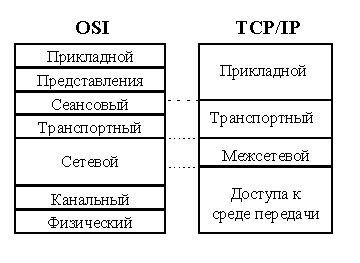 OSI
Прикладной
Представления
Сеансовый
Транспортный
Сетевой
Канальный
Физический
TCP/IP
Прикладной
Транспортный
Межсетевой
Доступа к
среде передачи